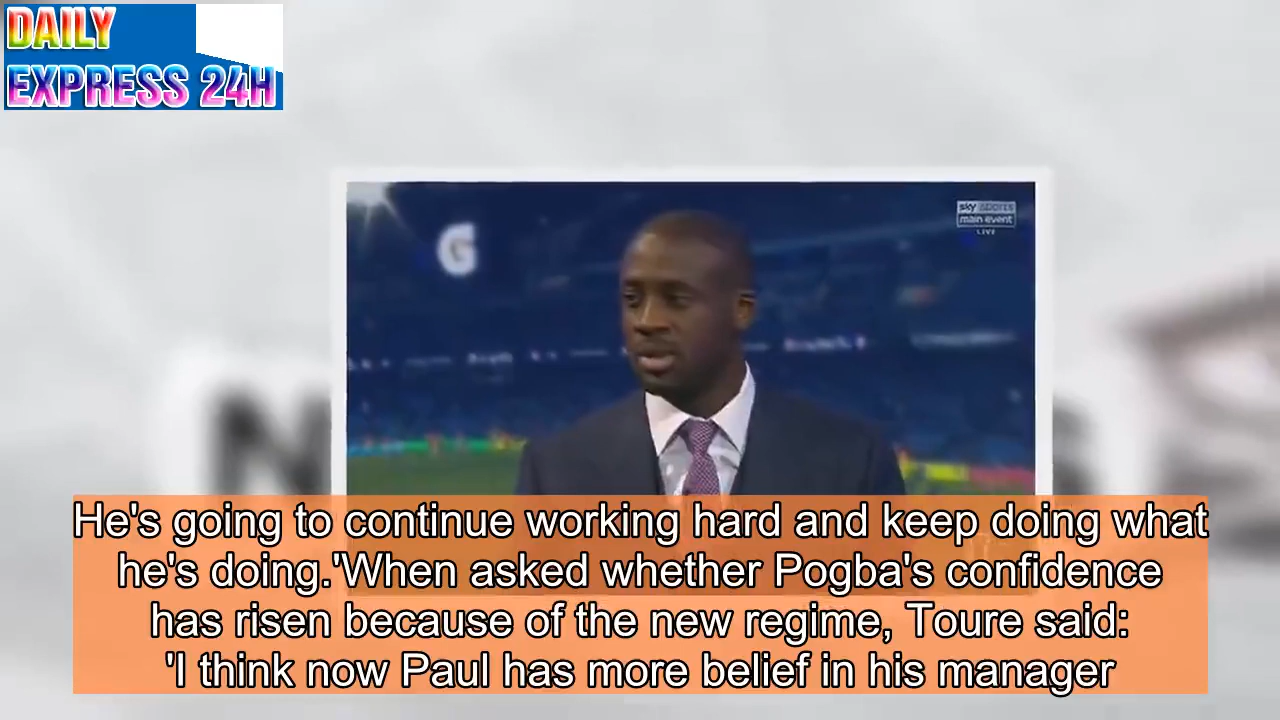 DAILY
EXPRESS 24H
G
sky sports
main event
LIVE
He's going to continue working hard and keep doing what
he's doing.'When asked whether Pogba's confidence
has risen because of the new regime, Toure said:
'I think now Paul has more belief in his manager